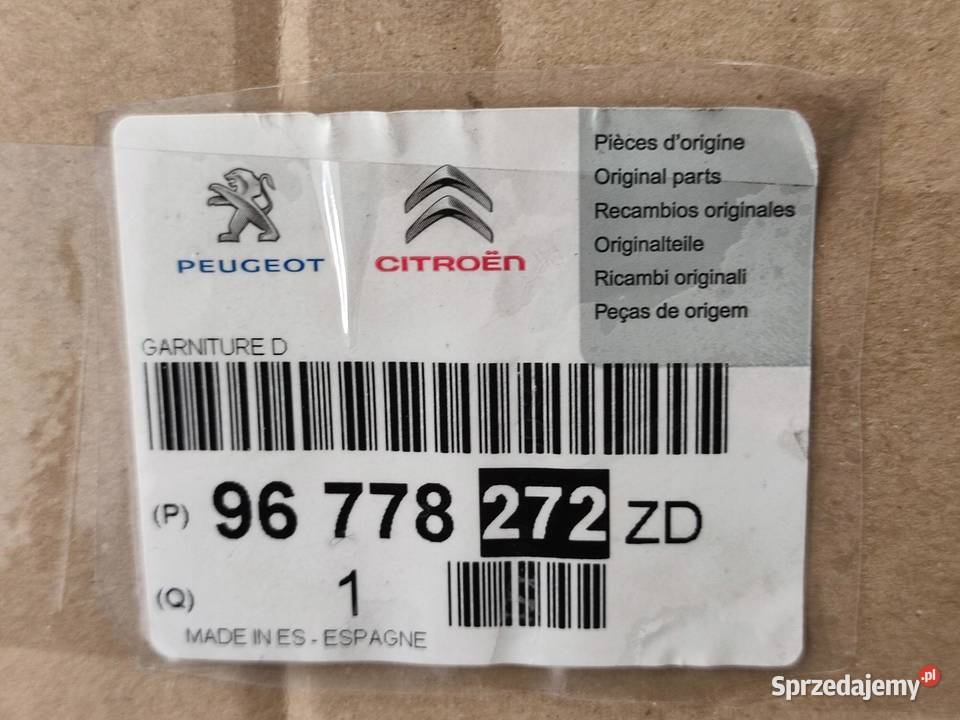 PEUGEOT
CITROËN
Pièces d'origine
Original parts
Recambios originales
Originalteile
Ricambi originali
Peças de origem
GARNITURE D
(P) 96 778 272 ZD
(Q) 1
MADE IN ES - ESPAGNE
Sprzedajemy.pl